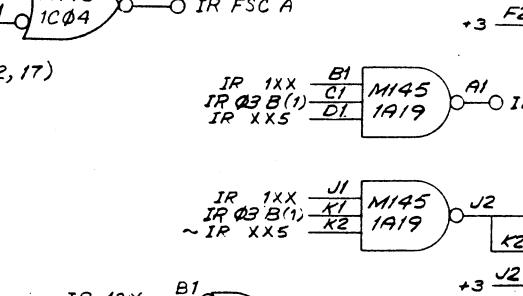 IR FSC A
1CØ4
+3
2, 17)
IR 1XX B1
IR Ø3 B(1) C1
IR XX5 D1
M145
1A19
A1
IR 1XX J1
IR Ø3 B(1) K1
~ IR XX5 K2
M145
1A19
J2
K2
+3 J2
B1